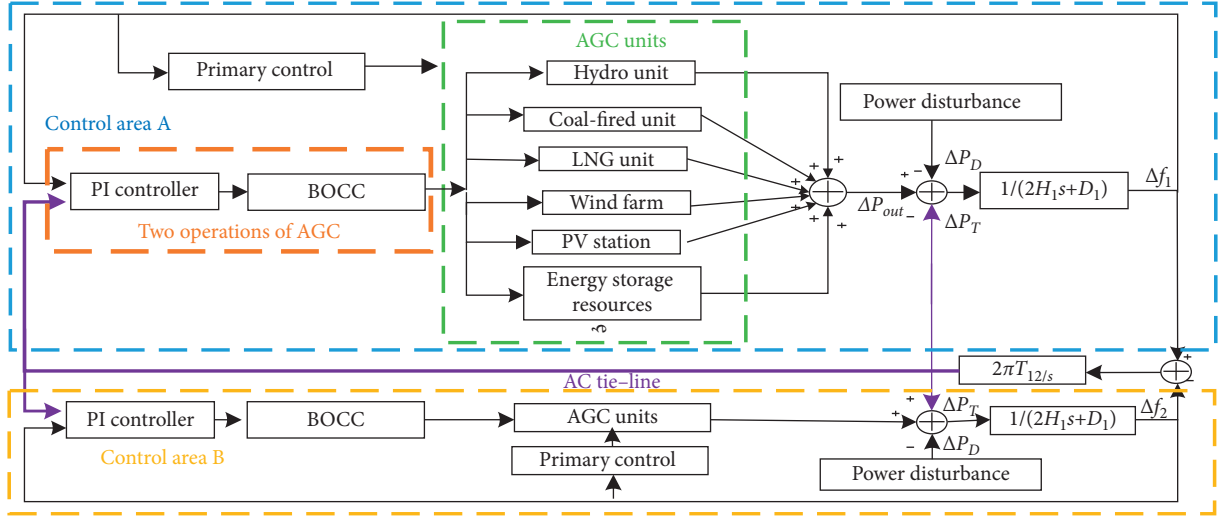 AGC units
Primary control
Hydro unit
Power disturbance
Control area A
Coal-fired unit
LNG unit
PI controller
BOCC
Wind farm
Two operations of AGC
PV station
Energy storage
resources
+
+
+
+
+
+
ΔP_out
+
−
−
ΔP_D
ΔP_T
1/(2H_1s+D_1)
Δf_1
AC tie–line
2πT_12/s
+
−
PI controller
BOCC
AGC units
+
+
−
ΔP_T
ΔP_D
1/(2H_1s+D_1)
Δf_2
Control area B
Primary control
Power disturbance